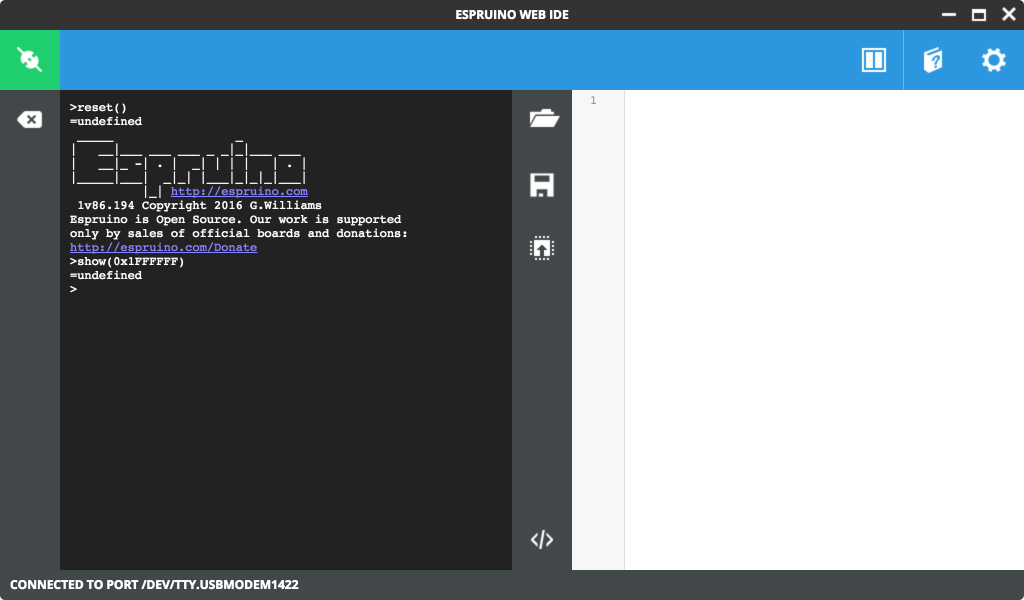 ESPRUINO WEB IDE
>reset()
=undefined
Espruino
http://espruino.com
1v86.194 Copyright 2016 G.Williams
Espruino is Open Source. Our work is supported
only by sales of official boards and donations:
http://espruino.com/Donate
>show(0x1FFFFFF)
=undefined
>
1
CONNECTED TO PORT /DEV/TTY.USBMODEM1422